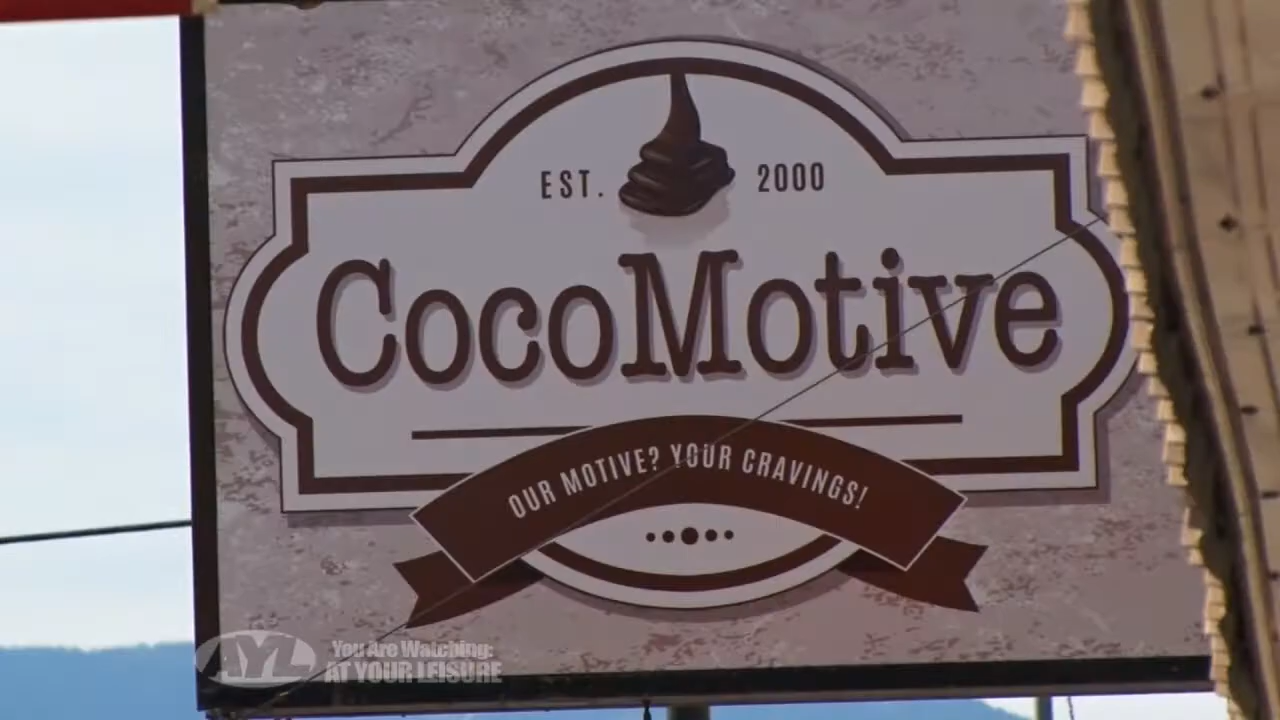 EST. 2000
CocoMotive
OUR MOTIVE? YOUR CRAVINGS!
AYL
You Are Watching:
AT YOUR LEISURE